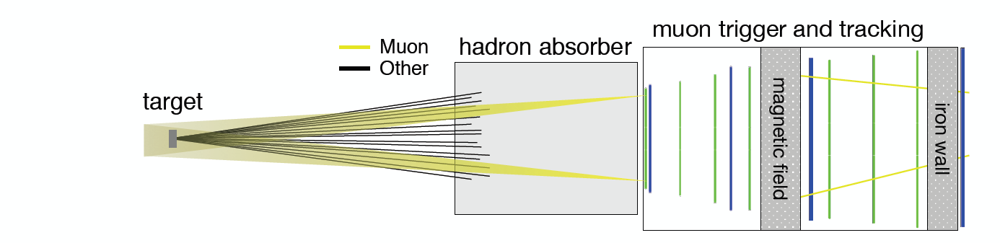 muon trigger and tracking
Muon
hadron absorber
Other
target
magnetic field
iron wall